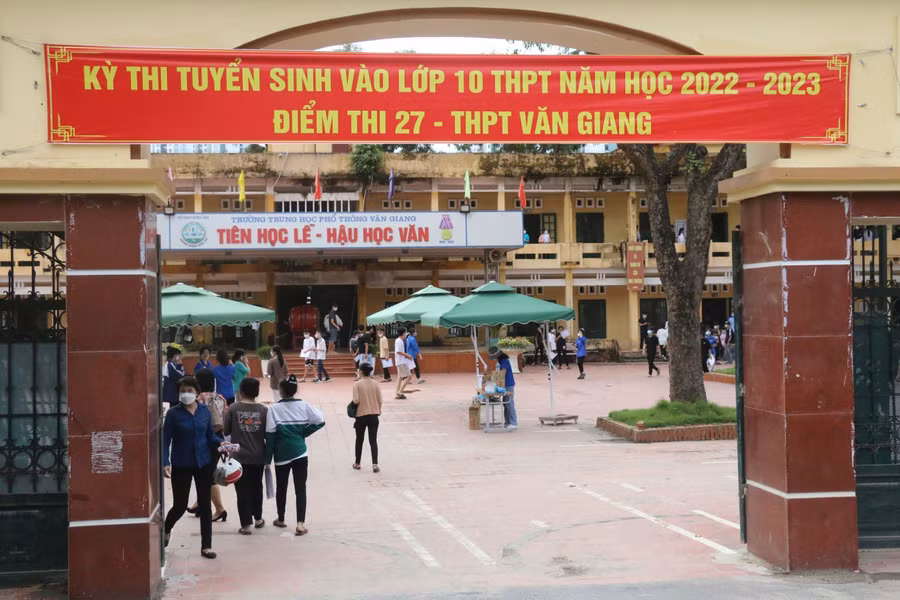 KỲ THI TUYỂN SINH VÀO LỚP 10 THPT NĂM HỌC 2022 - 2023
ĐIỂM THI 27 - THPT VĂN GIANG
TRƯỜNG TRUNG HỌC PHỔ THÔNG VĂN GIANG
TIÊN HỌC LỄ - HẬU HỌC VĂN